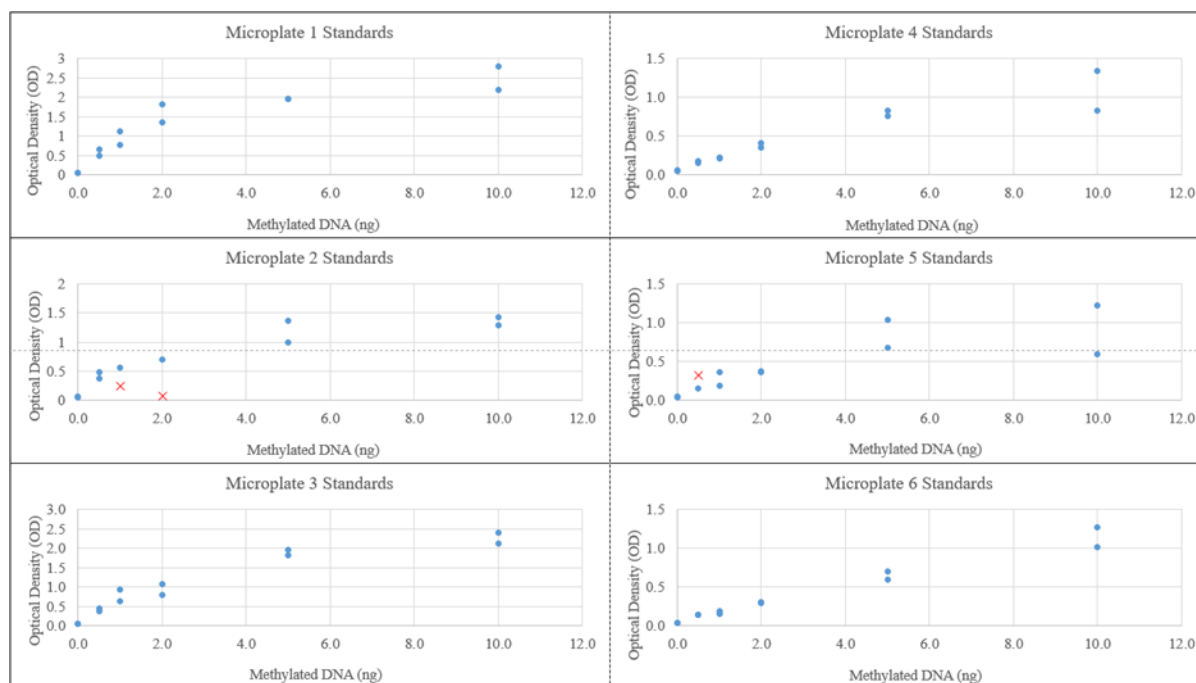 Microplate 1 Standards
Optical Density (OD)
3
2.5
2
1.5
1
0.5
0
0.0 2.0 4.0 6.0 8.0 10.0 12.0
Methylated DNA (ng)
Microplate 4 Standards
Optical Density (OD)
1.5
1.0
0.5
0.0
0.0 2.0 4.0 6.0 8.0 10.0 12.0
Methylated DNA (ng)
Microplate 2 Standards
Optical Density (OD)
2
1.5
1
0.5
0
0.0 2.0 4.0 6.0 8.0 10.0 12.0
Methylated DNA (ng)
Microplate 5 Standards
Optical Density (OD)
1.5
1.0
0.5
0.0
0.0 2.0 4.0 6.0 8.0 10.0 12.0
Methylated DNA (ng)
Microplate 3 Standards
Optical Density (OD)
3.0
2.5
2.0
1.5
1.0
0.5
0.0
0.0 2.0 4.0 6.0 8.0 10.0 12.0
Methylated DNA (ng)
Microplate 6 Standards
Optical Density (OD)
1.5
1.0
0.5
0.0
0.0 2.0 4.0 6.0 8.0 10.0 12.0
Methylated DNA (ng)